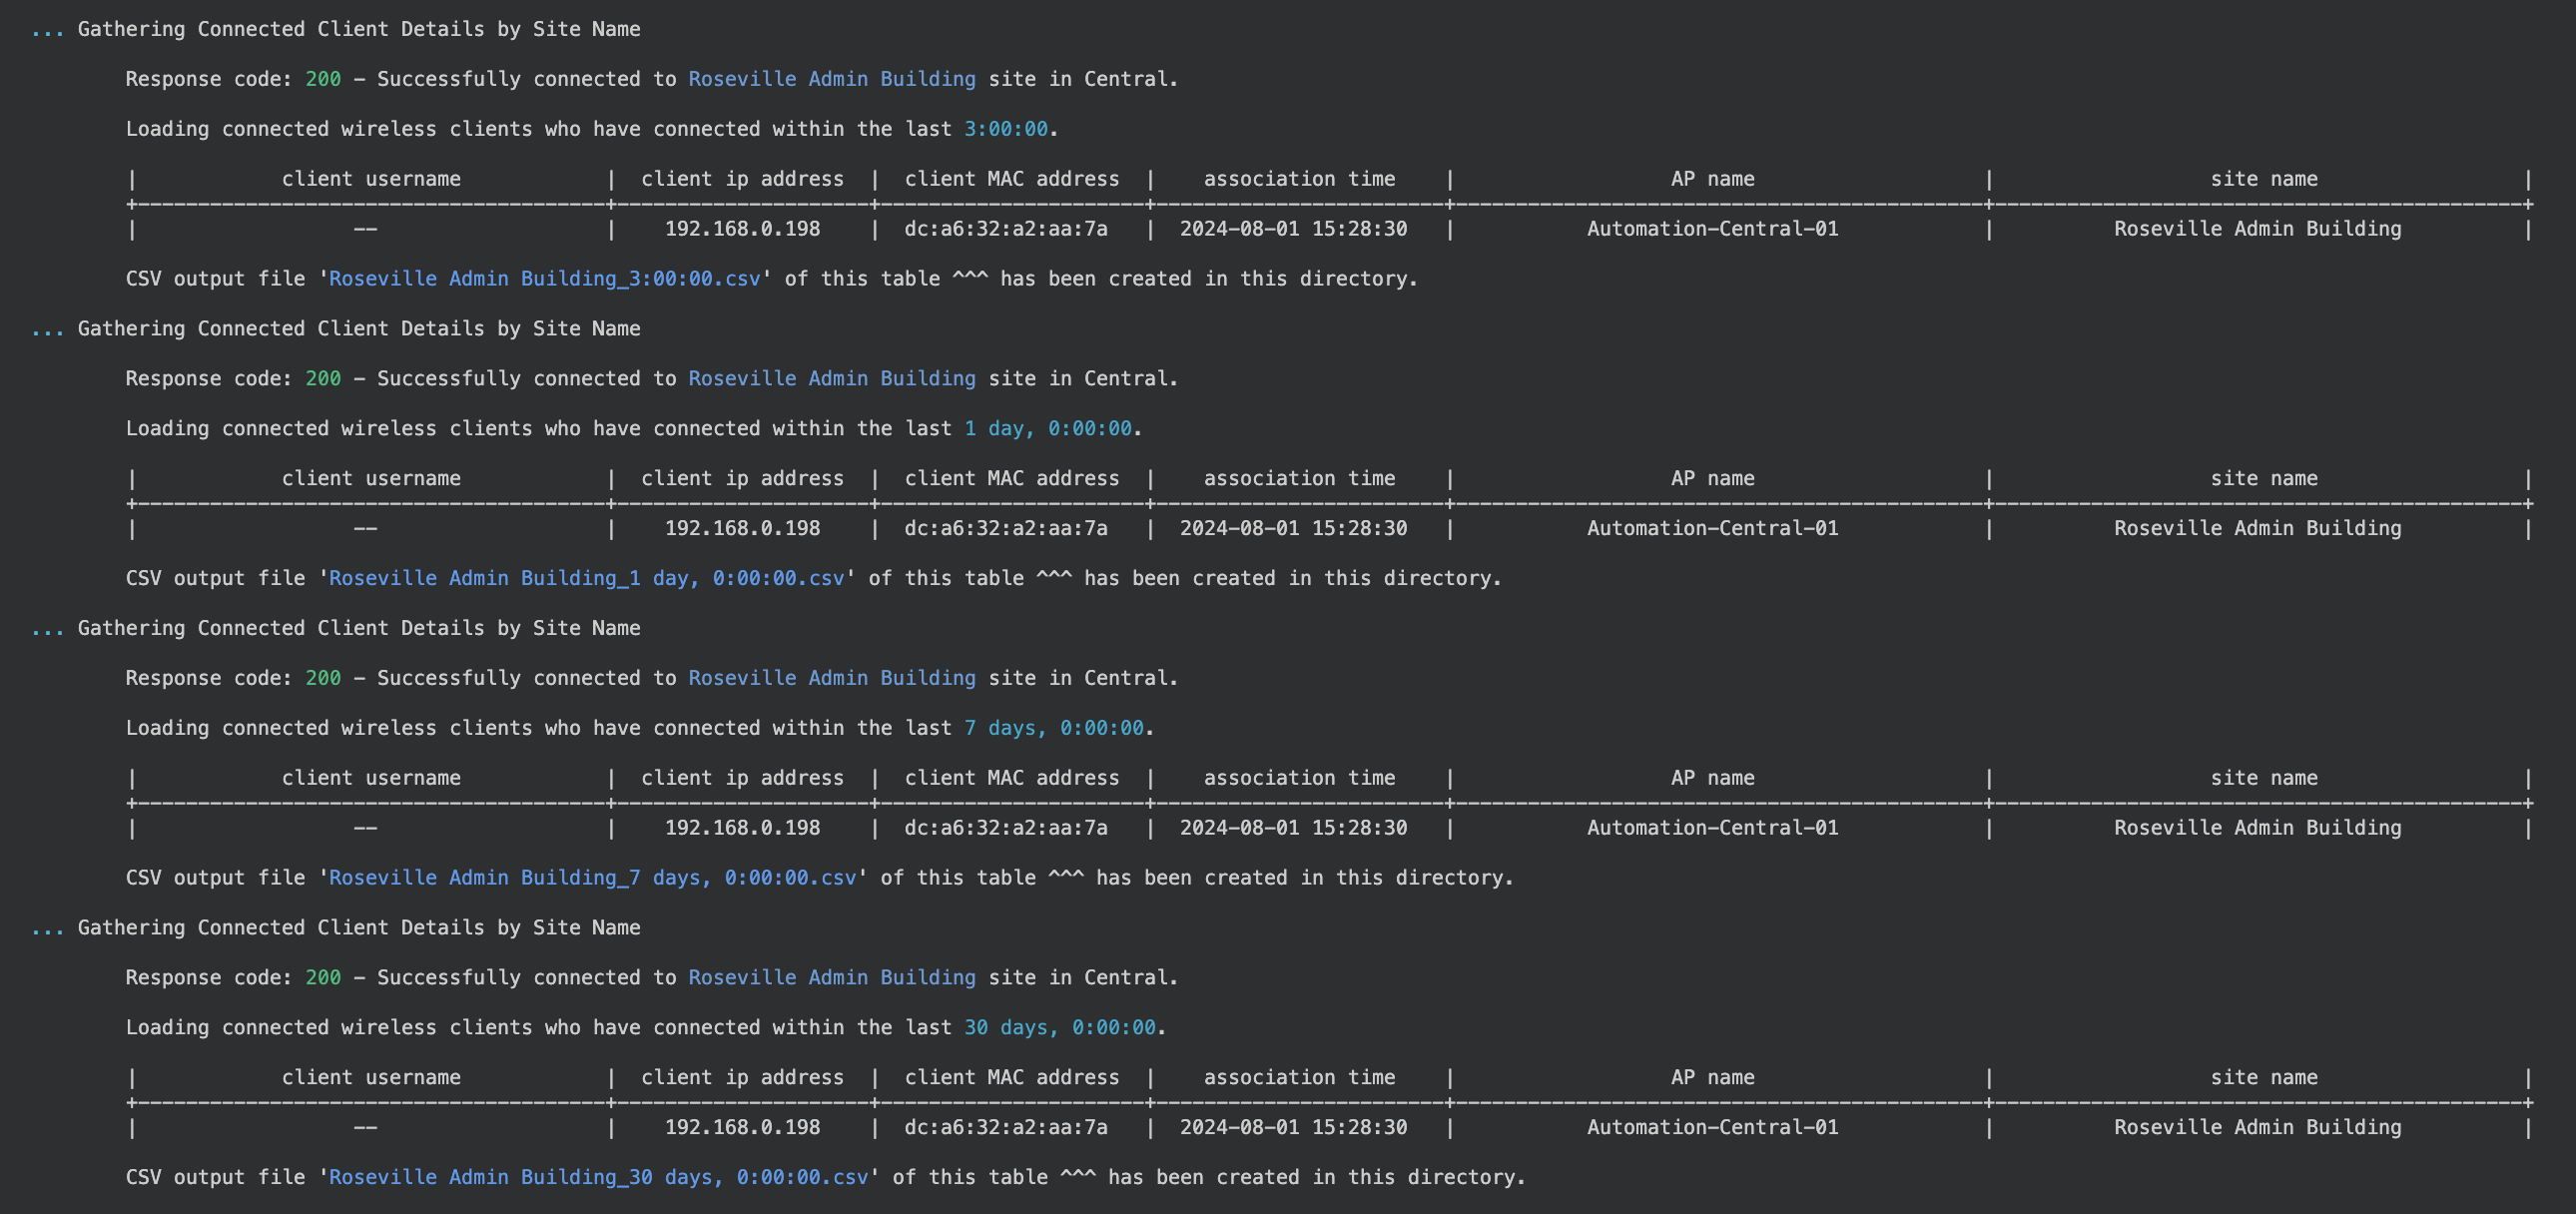 ... Gathering Connected Client Details by Site Name
Response code: 200 - Successfully connected to Roseville Admin Building site in Central.
Loading connected wireless clients who have connected within the last 3:00:00.
| client username | client ip address | client MAC address | association time | AP name | site name |
| -- | 192.168.0.198 | dc:a6:32:a2:aa:7a | 2024-08-01 15:28:30 | Automation-Central-01 | Roseville Admin Building |
CSV output file 'Roseville Admin Building_3:00:00.csv' of this table ^^^ has been created in this directory.
... Gathering Connected Client Details by Site Name
Response code: 200 - Successfully connected to Roseville Admin Building site in Central.
Loading connected wireless clients who have connected within the last 1 day, 0:00:00.
| client username | client ip address | client MAC address | association time | AP name | site name |
| -- | 192.168.0.198 | dc:a6:32:a2:aa:7a | 2024-08-01 15:28:30 | Automation-Central-01 | Roseville Admin Building |
CSV output file 'Roseville Admin Building_1 day, 0:00:00.csv' of this table ^^^ has been created in this directory.
... Gathering Connected Client Details by Site Name
Response code: 200 - Successfully connected to Roseville Admin Building site in Central.
Loading connected wireless clients who have connected within the last 7 days, 0:00:00.
| client username | client ip address | client MAC address | association time | AP name | site name |
| -- | 192.168.0.198 | dc:a6:32:a2:aa:7a | 2024-08-01 15:28:30 | Automation-Central-01 | Roseville Admin Building |
CSV output file 'Roseville Admin Building_7 days, 0:00:00.csv' of this table ^^^ has been created in this directory.
... Gathering Connected Client Details by Site Name
Response code: 200 - Successfully connected to Roseville Admin Building site in Central.
Loading connected wireless clients who have connected within the last 30 days, 0:00:00.
| client username | client ip address | client MAC address | association time | AP name | site name |
| -- | 192.168.0.198 | dc:a6:32:a2:aa:7a | 2024-08-01 15:28:30 | Automation-Central-01 | Roseville Admin Building |
CSV output file 'Roseville Admin Building_30 days, 0:00:00.csv' of this table ^^^ has been created in this directory.